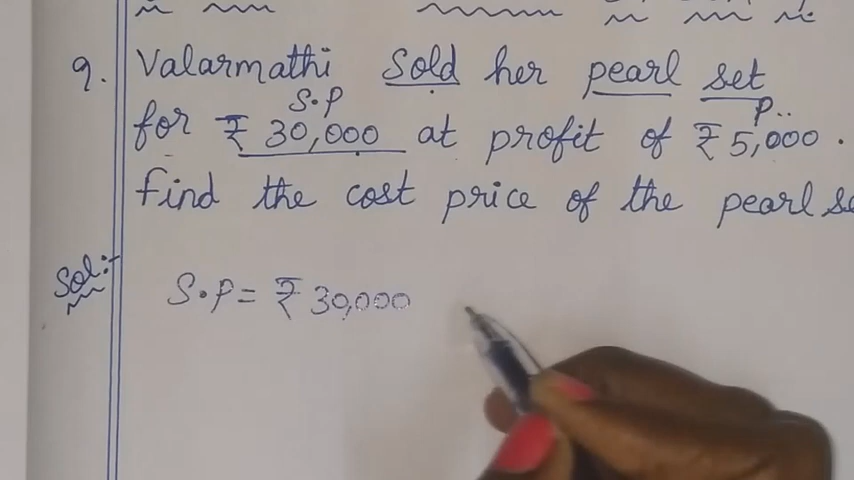 9. Valarmathi Sold her pearl set
S.P P..
for ₹ 30,000 at profit of ₹ 5,000.
find the cost price of the pearl se
Sol:-
S.P = ₹ 30,000